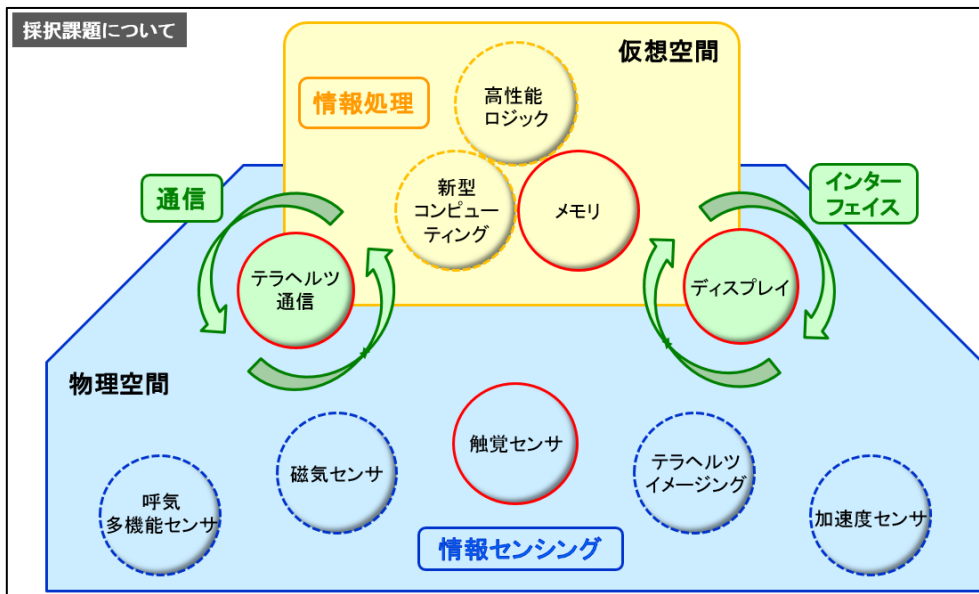 採択課題について
仮想空間
情報処理
高性能
ロジック
通信
新型
コンピュー
ティング
メモリ
インター
フェイス
テラヘルツ
通信
ディスプレイ
物理空間
呼気
多機能センサ
磁気センサ
触覚センサ
テラヘルツ
イメージング
加速度センサ
情報センシング